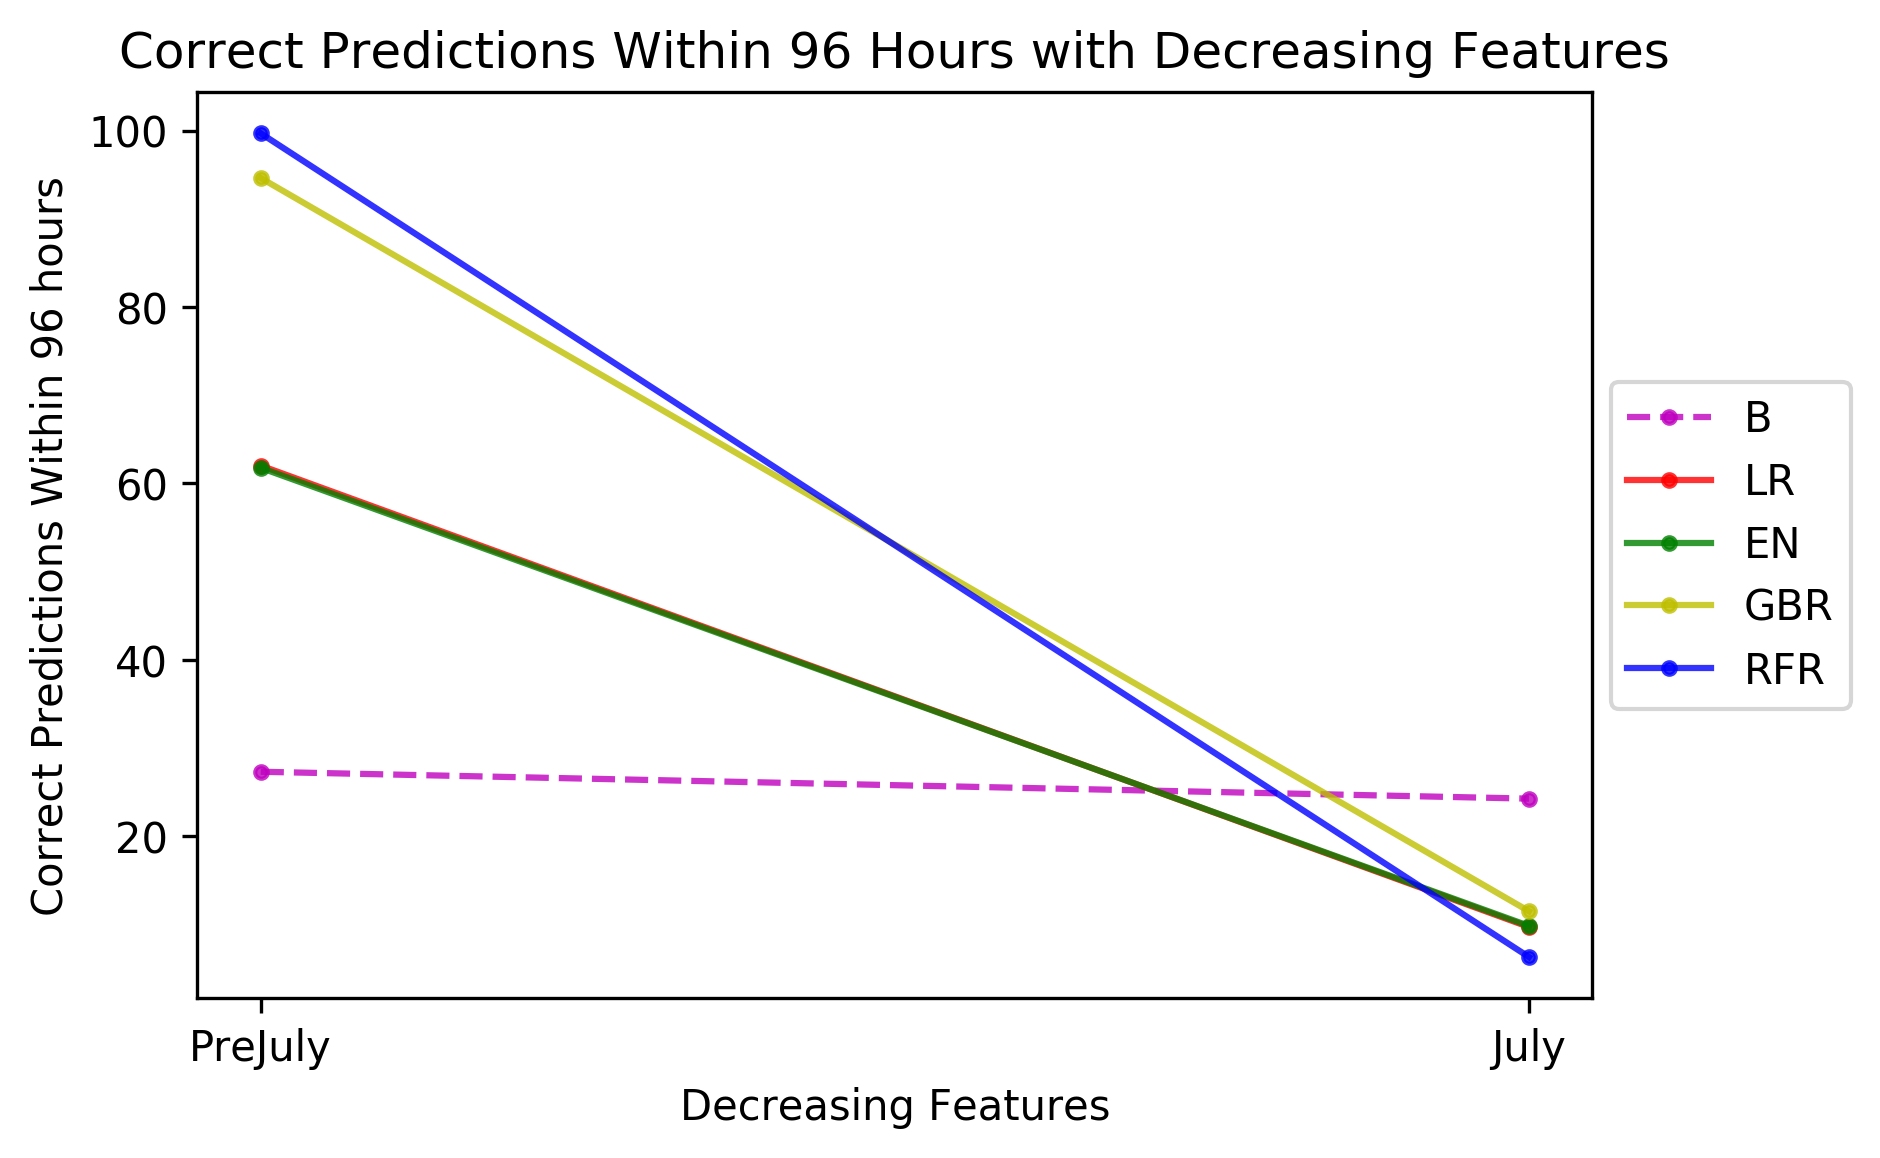 Correct Predictions Within 96 Hours with Decreasing Features
Correct Predictions Within 96 hours
100
80
60
40
20
PreJuly
July
Decreasing Features
B
LR
EN
GBR
RFR